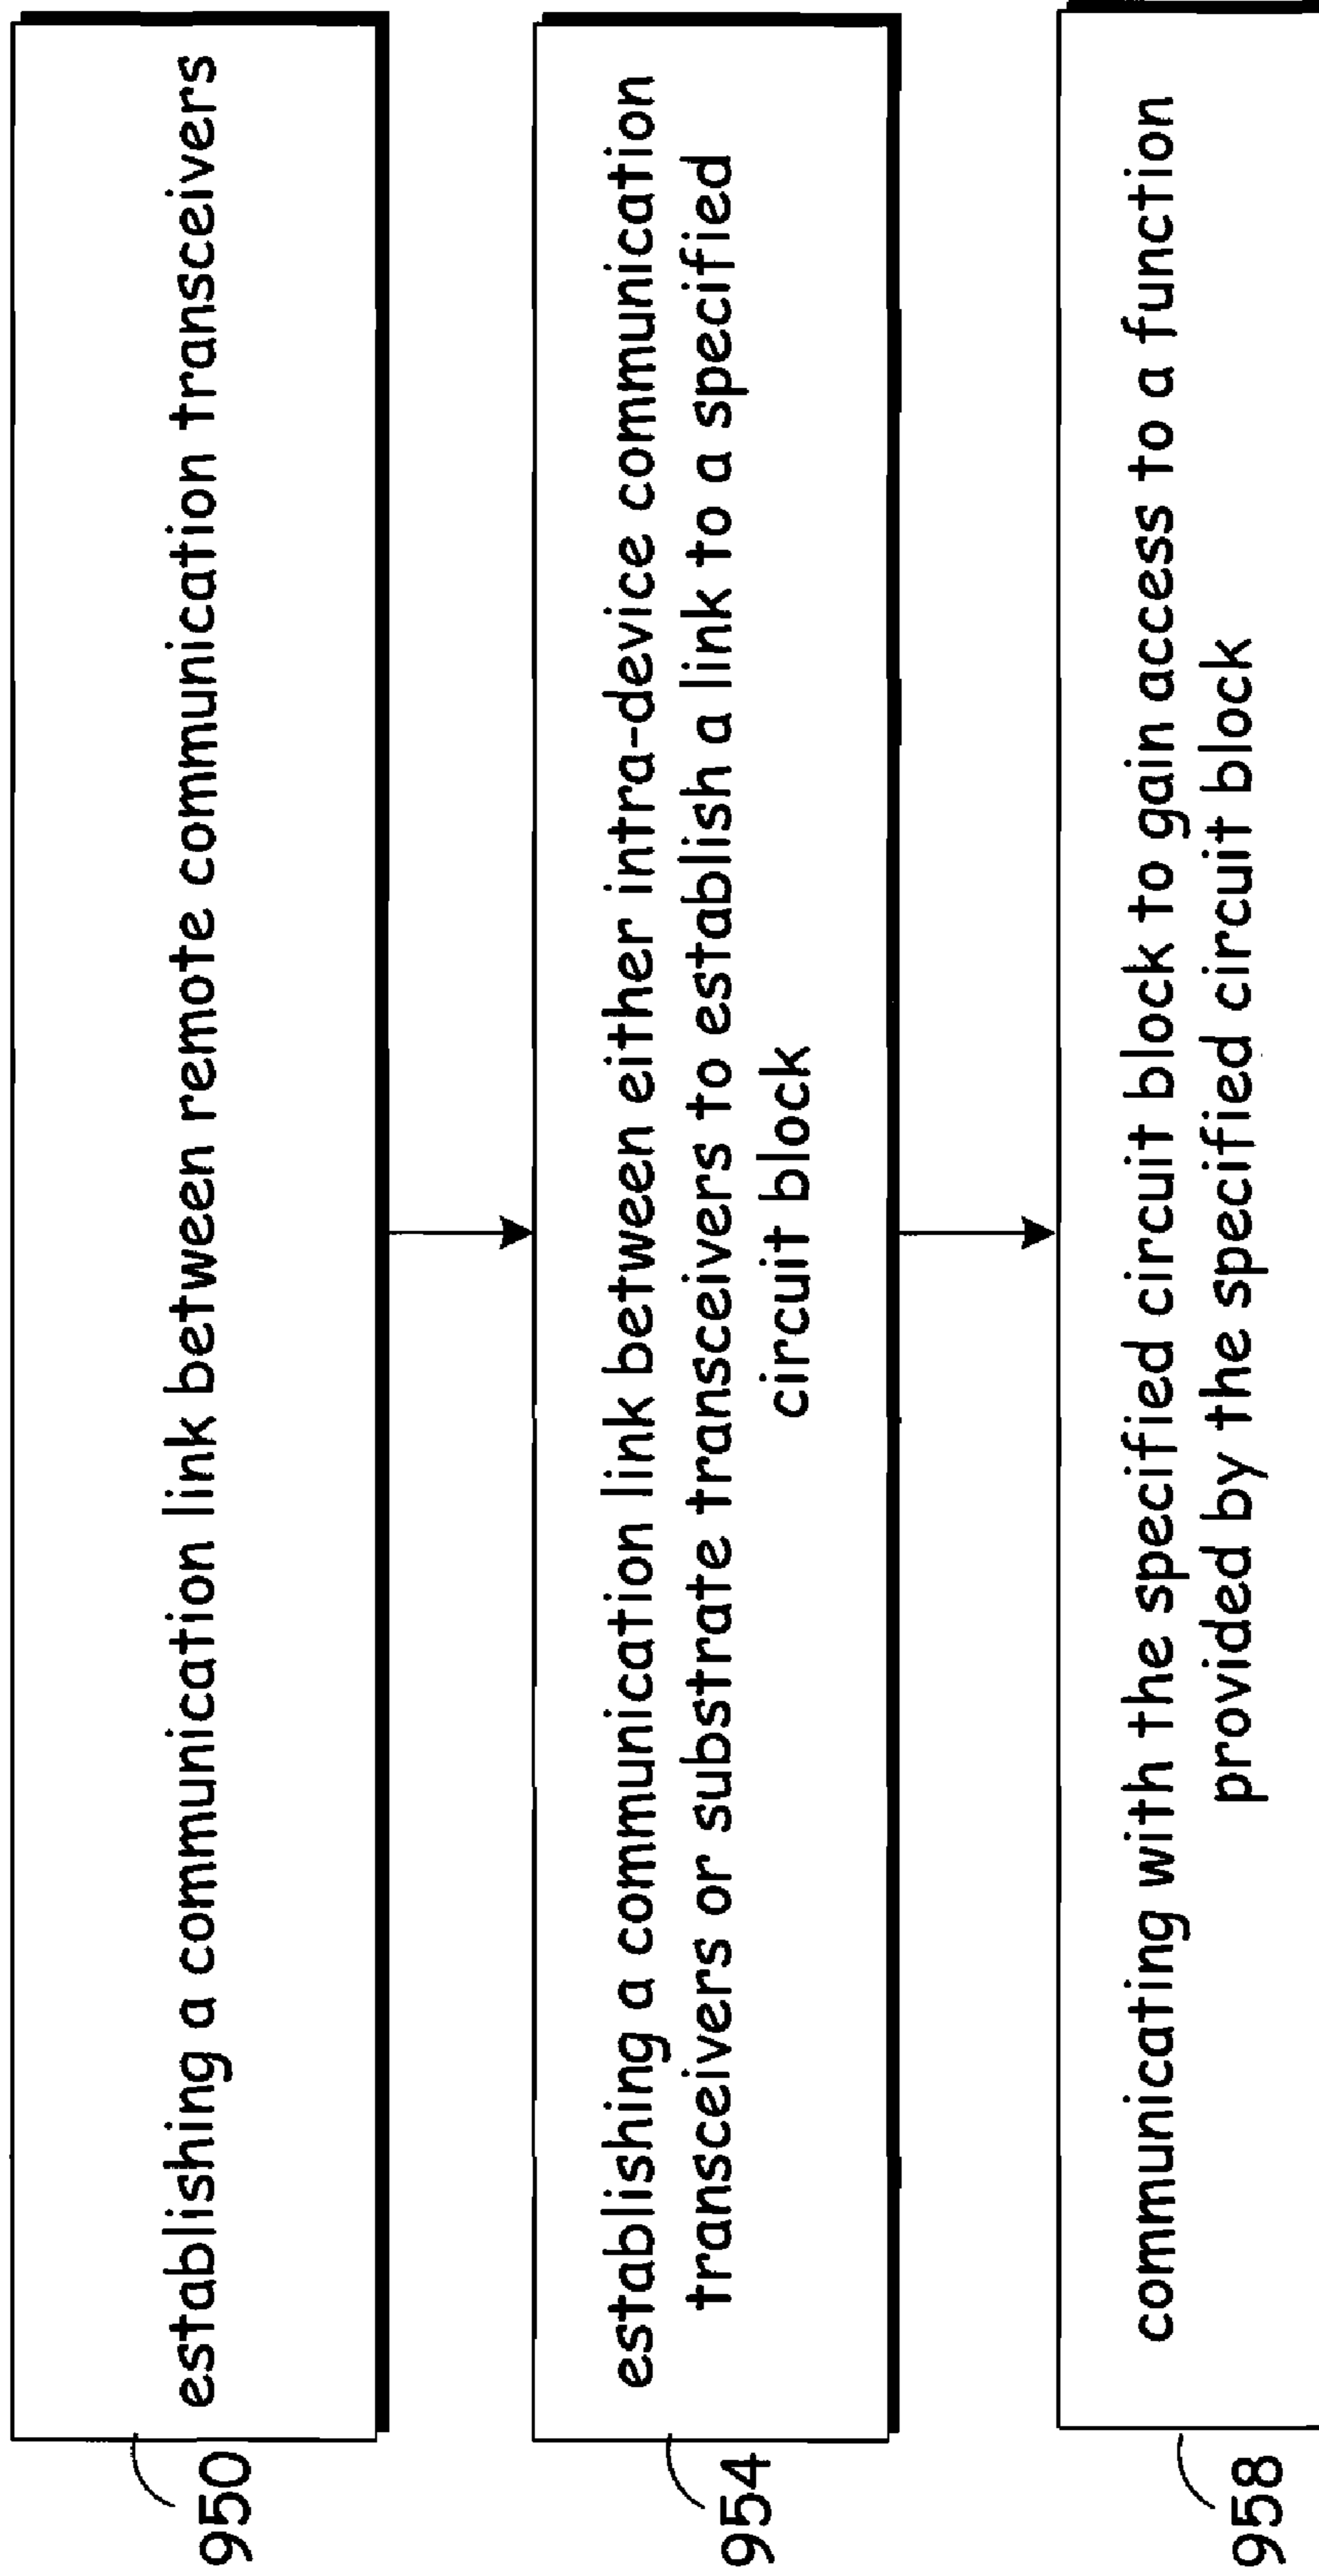 establishing a communication link between remote communication transceivers
950
establishing a communication link between either intra-device communication
transceivers or substrate transceivers to establish a link to a specified
circuit block
954
communicating with the specified circuit block to gain access to a function
provided by the specified circuit block
958